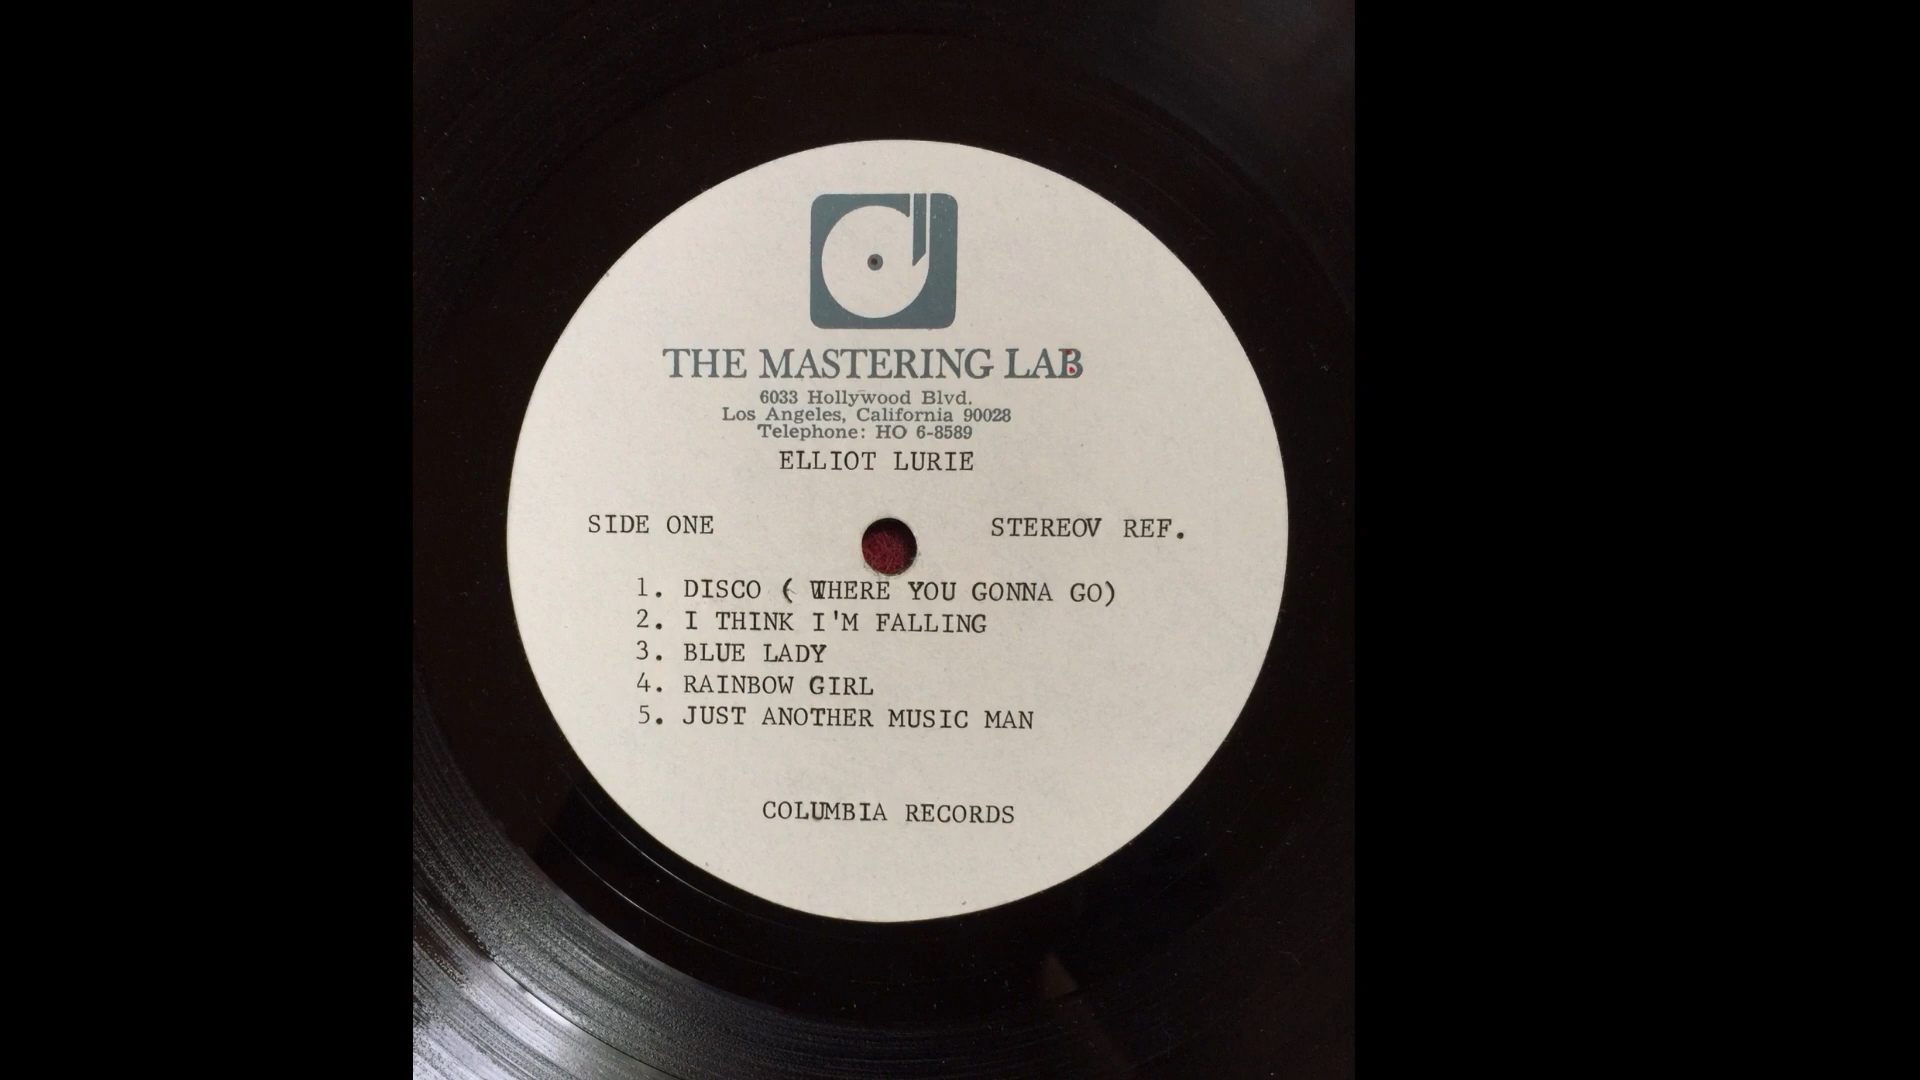 THE MASTERING LAB
6033 Hollywood Blvd.
Los Angeles, California 90028
Telephone: HO 6-8589
ELLIOT LURIE
SIDE ONE STEREOV REF.
1. DISCO ( WHERE YOU GONNA GO)
2. I THINK I'M FALLING
3. BLUE LADY
4. RAINBOW GIRL
5. JUST ANOTHER MUSIC MAN
COLUMBIA RECORDS